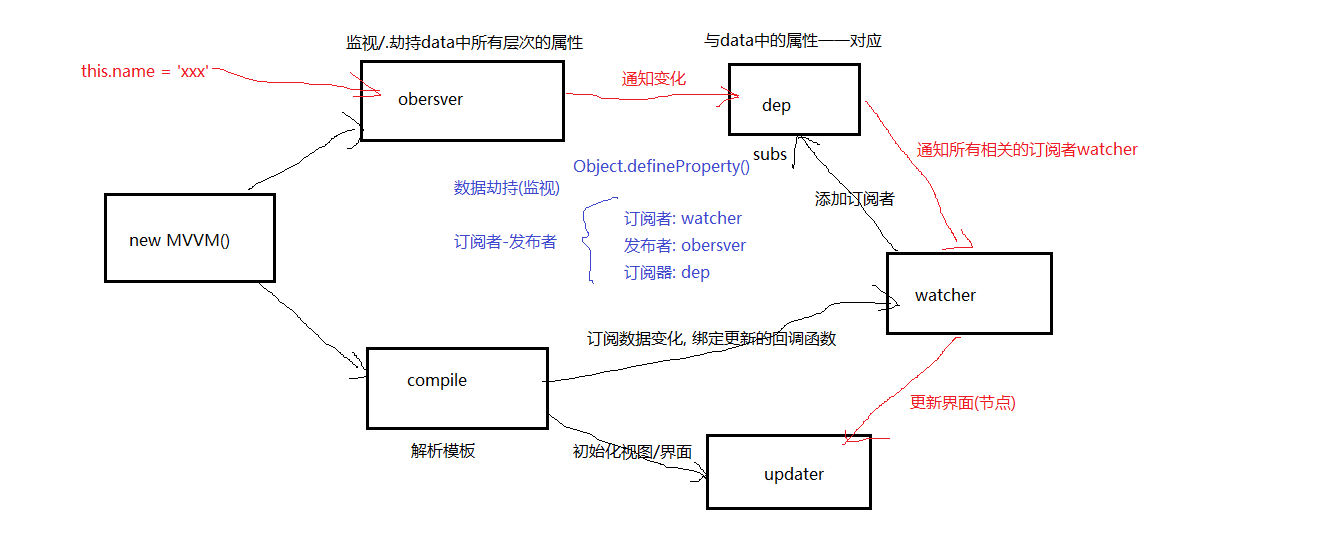 监视/.劫持data中所有层次的属性
与data中的属性一一对应
this.name = 'xxx'
obersver
通知变化
dep
通知所有相关的订阅者watcher
subs
Object.defineProperty()
数据劫持(监视)
添加订阅者
订阅者: watcher
new MVVM()
订阅者-发布者
发布者: obersver
订阅器: dep
watcher
订阅数据变化, 绑定更新的回调函数
compile
更新界面(节点)
解析模板
初始化视图/界面
updater